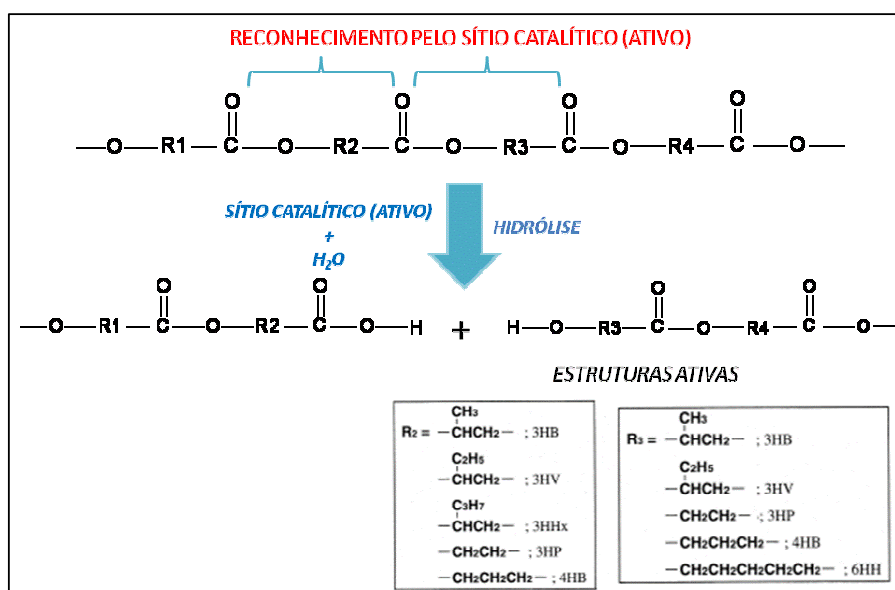 RECONHECIMENTO PELO SÍTIO CATALÍTICO (ATIVO)
O O O O
—O—R1—C—O—R2—C—O—R3—C—O—R4—C—O—
SÍTIO CATALÍTICO (ATIVO)
+
H₂O
HIDRÓLISE
O O O O
—O—R1—C—O—R2—C—O—H + H—O—R3—C—O—R4—C—O—
ESTRUTURAS ATIVAS
CH₃
R₂ = —CHCH₂— ; 3HB
C₂H₅
—CHCH₂— ; 3HV
C₃H₇
—CHCH₂— ; 3HHx
—CH₂CH₂— ; 3HP
—CH₂CH₂CH₂— ; 4HB
CH₃
R₃ = —CHCH₂— ; 3HB
C₂H₅
—CHCH₂— ; 3HV
—CH₂CH₂— ; 3HP
—CH₂CH₂CH₂— ; 4HB
—CH₂CH₂CH₂CH₂CH₂— ; 6HH